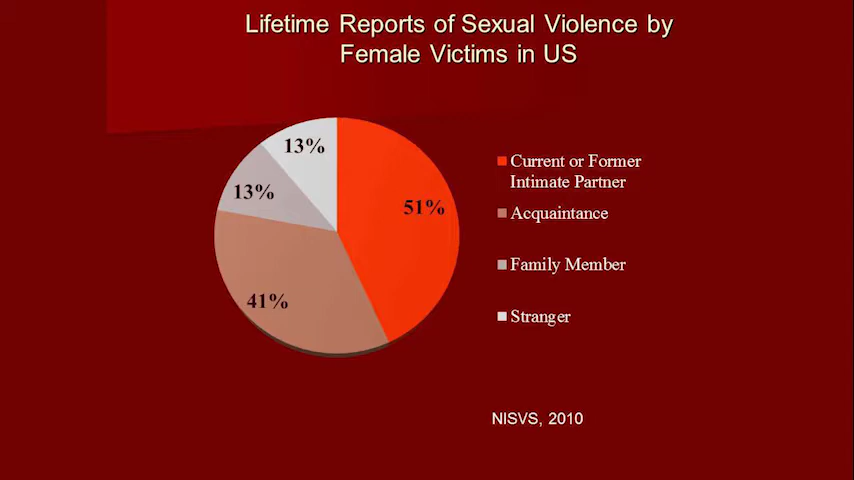 Lifetime Reports of Sexual Violence by
Female Victims in US
13%
13%
51%
41%
Current or Former
Intimate Partner
Acquaintance
Family Member
Stranger
NISVS, 2010